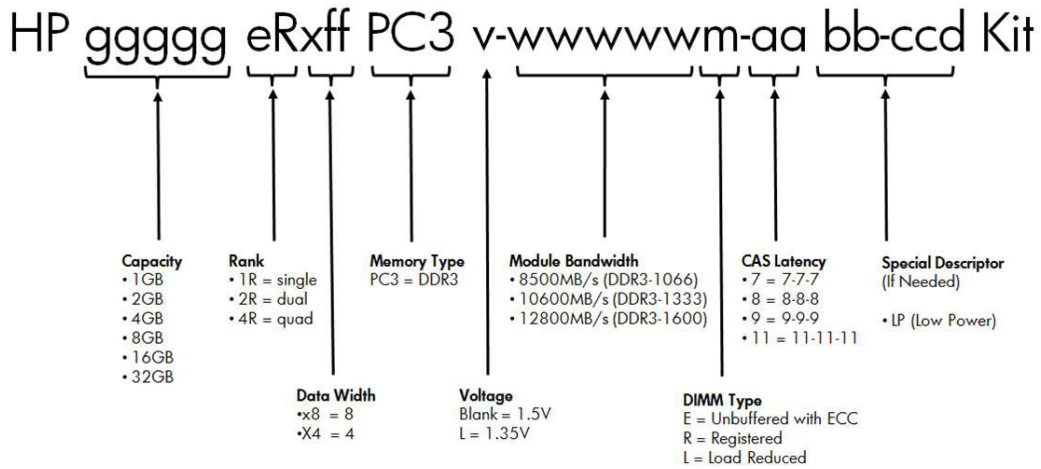 HP ggggg eRxff PC3 v-wwwwwm-aa bb-ccd Kit
Capacity
• 1GB
• 2GB
• 4GB
• 8GB
• 16GB
• 32GB
Rank
• 1R = single
• 2R = dual
• 4R = quad
Memory Type
PC3 = DDR3
Module Bandwidth
• 8500MB/s (DDR3-1066)
• 10600MB/s (DDR3-1333)
• 12800MB/s (DDR3-1600)
CAS Latency
• 7 = 7-7-7
• 8 = 8-8-8
• 9 = 9-9-9
• 11 = 11-11-11
Special Descriptor
(If Needed)
• LP (Low Power)
Data Width
•x8 = 8
•X4 = 4
Voltage
Blank = 1.5V
L = 1.35V
DIMM Type
E = Unbuffered with ECC
R = Registered
L = Load Reduced